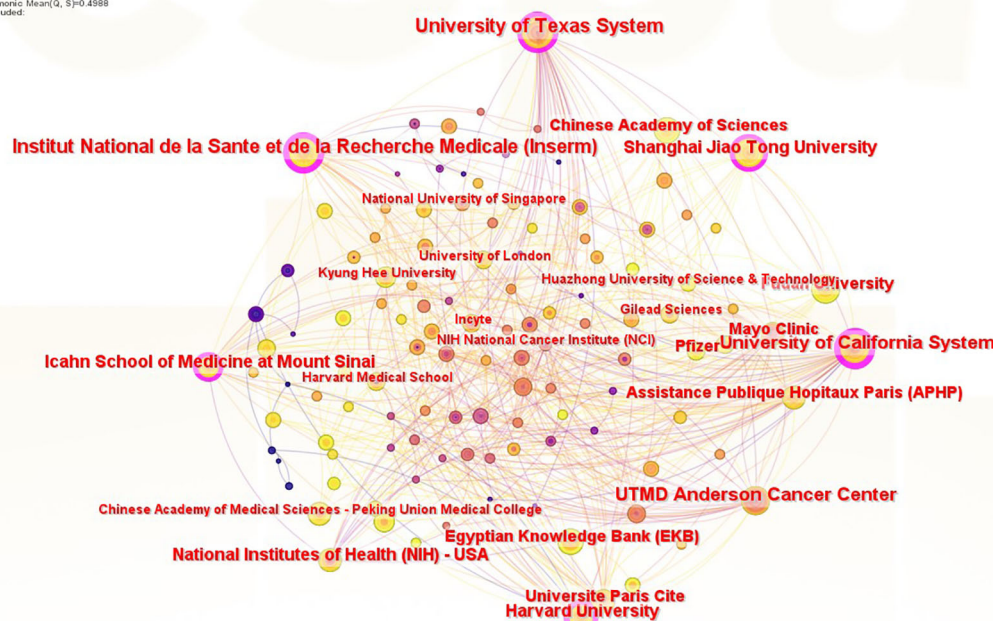 monic Mean(Q, S)=0.4988
uded:
University of Texas System
Chinese Academy of Sciences
Institut National de la Sante et de la Recherche Medicale (Inserm)
Shanghai Jiao Tong University
National University of Singapore
University of London
Kyung Hee University
Huazhong University of Science & Technology
University
Gilead Sciences
Incyte
Mayo Clinic
NIH National Cancer Institute (NCI)
Pfizer
University of California System
Icahn School of Medicine at Mount Sinai
Harvard Medical School
Assistance Publique Hopitaux Paris (APHP)
UTMD Anderson Cancer Center
Chinese Academy of Medical Sciences - Peking Union Medical College
Egyptian Knowledge Bank (EKB)
National Institutes of Health (NIH) - USA
Universite Paris Cite
Harvard University